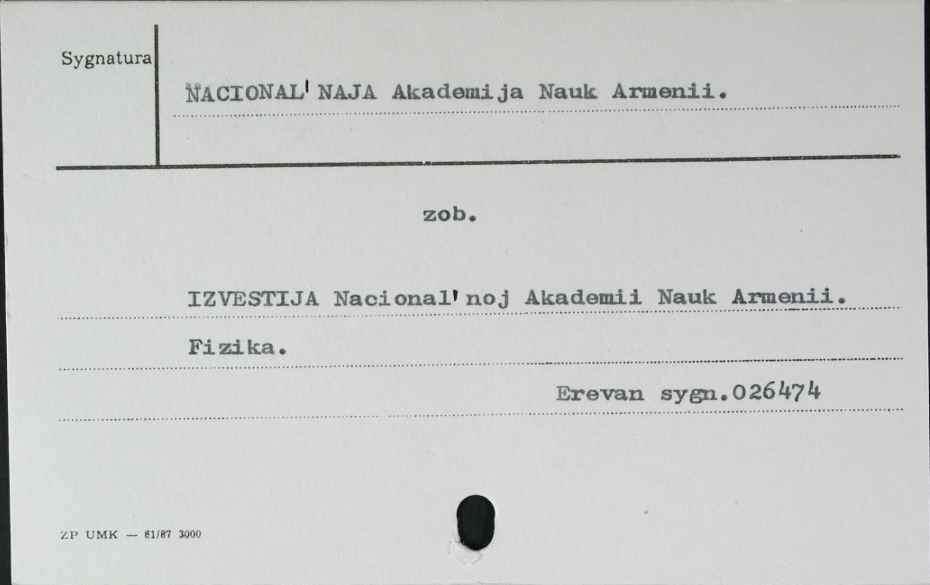 Sygnatura
NACIONAL'NAJA Akademija Nauk Armenii.
zob.
IZVESTIJA Nacional'noj Akademii Nauk Armenii.
Fizika.
Erevan sygn.026474
ZP UMK — 61/87 3000